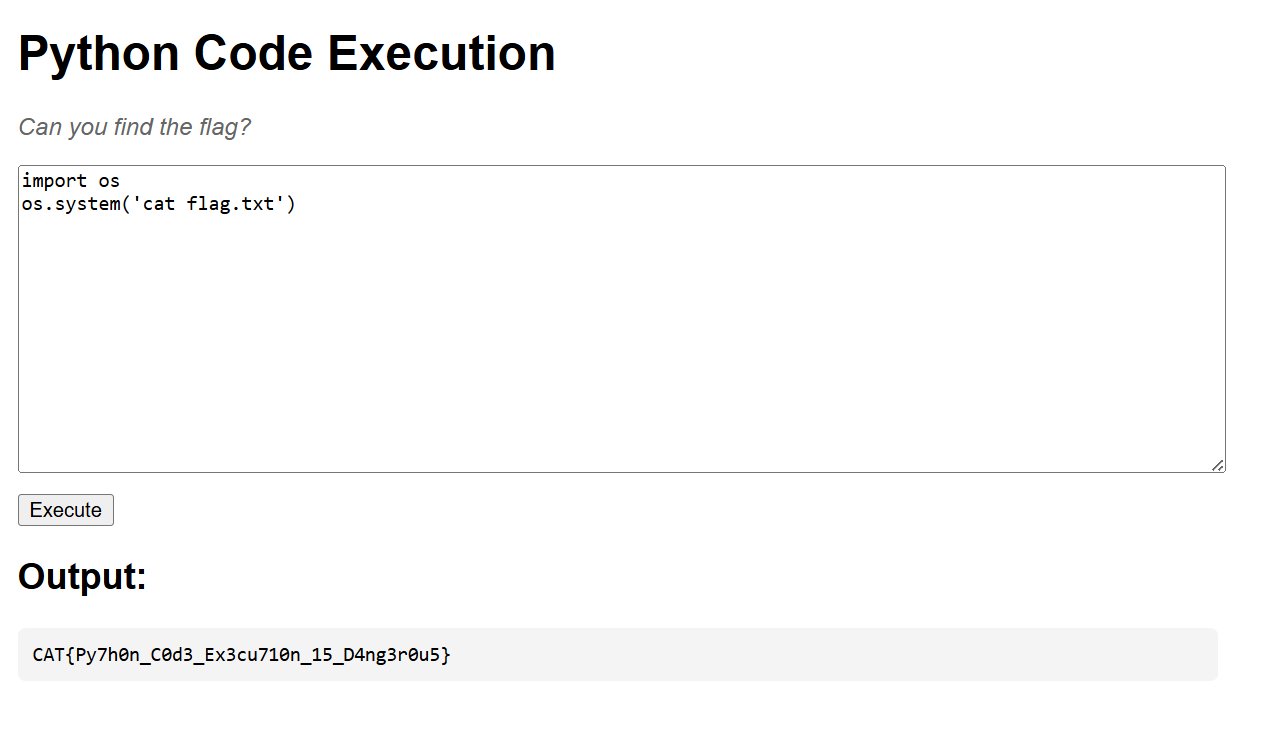 Python Code Execution
Can you find the flag?
import os
os.system('cat flag.txt')
Execute
Output:
CAT{Py7h0n_C0d3_Ex3cu710n_15_D4ng3r0u5}